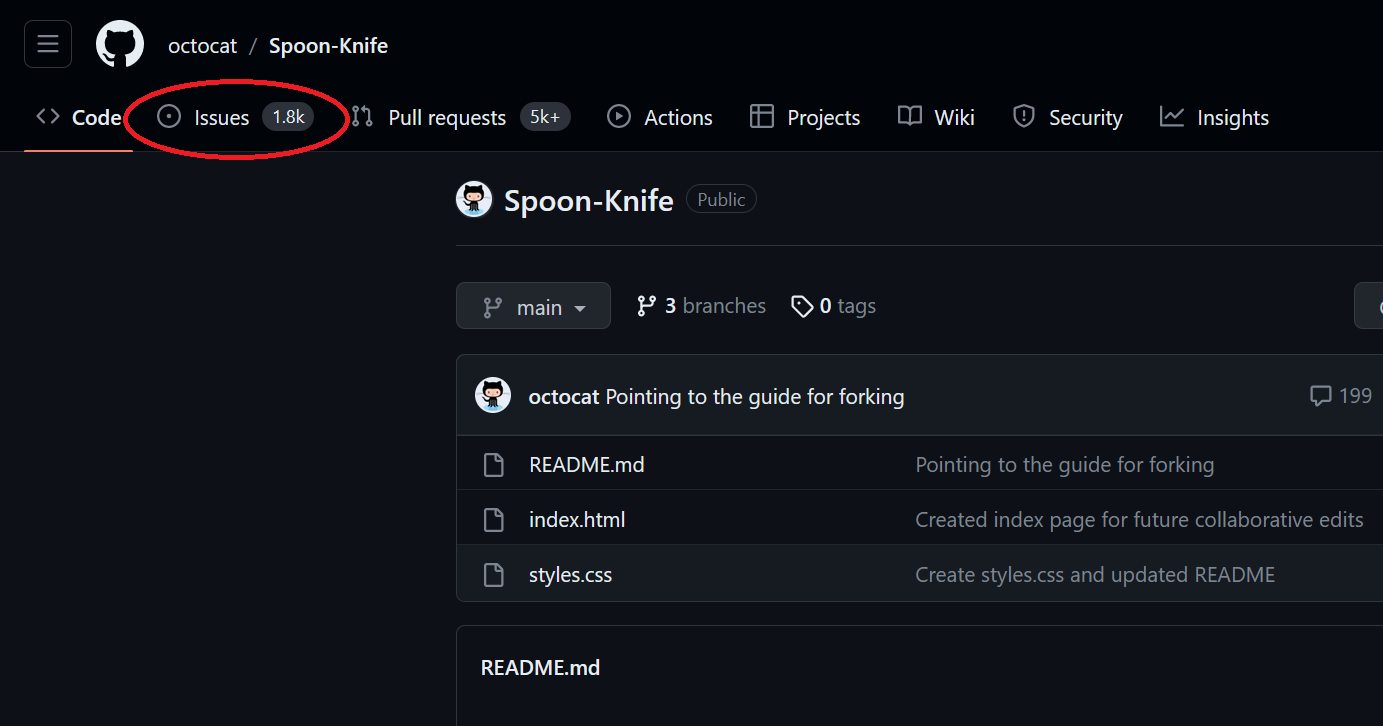 octocat / Spoon-Knife
Code Issues 1.8k Pull requests 5k+ Actions Projects Wiki Security Insights
Spoon-Knife Public
main 3 branches 0 tags
octocat Pointing to the guide for forking 199
README.md Pointing to the guide for forking
index.html Created index page for future collaborative edits
styles.css Create styles.css and updated README
README.md